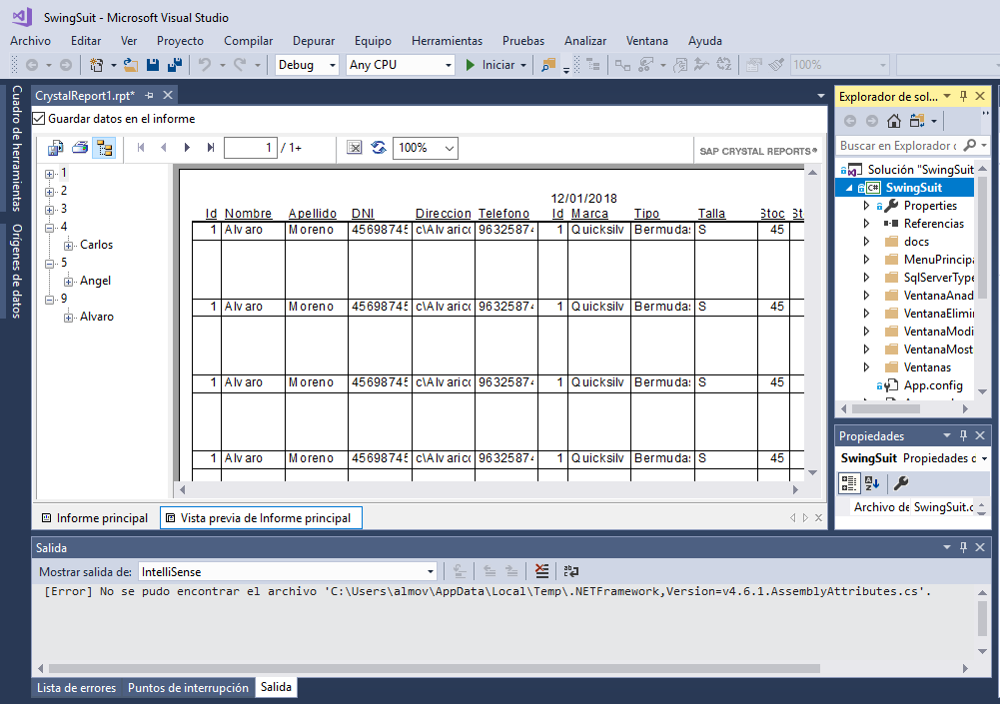 SwingSuit - Microsoft Visual Studio
Archivo Editar Ver Proyecto Compilar Depurar Equipo Herramientas Pruebas Analizar Ventana Ayuda
Debug Any CPU Iniciar 100%
Cuadro de herramientas
Orígenes de datos
CrystalReport1.rpt*
Guardar datos en el informe
1 / 1+ 100% SAP CRYSTAL REPORTS®
1
2
3
4
Carlos
5
Angel
9
Alvaro
12/01/2018
Id Nombre Apellido DNI Direccion Telefono Id Marca Tipo Talla Stoc St
1 Alvaro Moreno 45698745 c\Alvaric 96325874 1 Quicksilv Bermudas S 45
1 Alvaro Moreno 45698745 c\Alvaric 96325874 1 Quicksilv Bermudas S 45
1 Alvaro Moreno 45698745 c\Alvaric 96325874 1 Quicksilv Bermudas S 45
1 Alvaro Moreno 45698745 c\Alvaric 96325874 1 Quicksilv Bermudas S 45
Informe principal Vista previa de Informe principal
Explorador de sol...
Buscar en Explorador c
Solución "SwingSuit
C# SwingSuit
Properties
Referencias
docs
MenuPrincipa
SqlServerType
VentanaAnad
VentanaElimi
VentanaModi
VentanaMost
Ventanas
App.config
Propiedades
SwingSuit Propiedades d
Archivo de SwingSuit.c
Salida
Mostrar salida de: IntelliSense
[Error] No se pudo encontrar el archivo 'C:\Users\almov\AppData\Local\Temp\.NETFramework,Version=v4.6.1.AssemblyAttributes.cs'.
Lista de errores Puntos de interrupción Salida